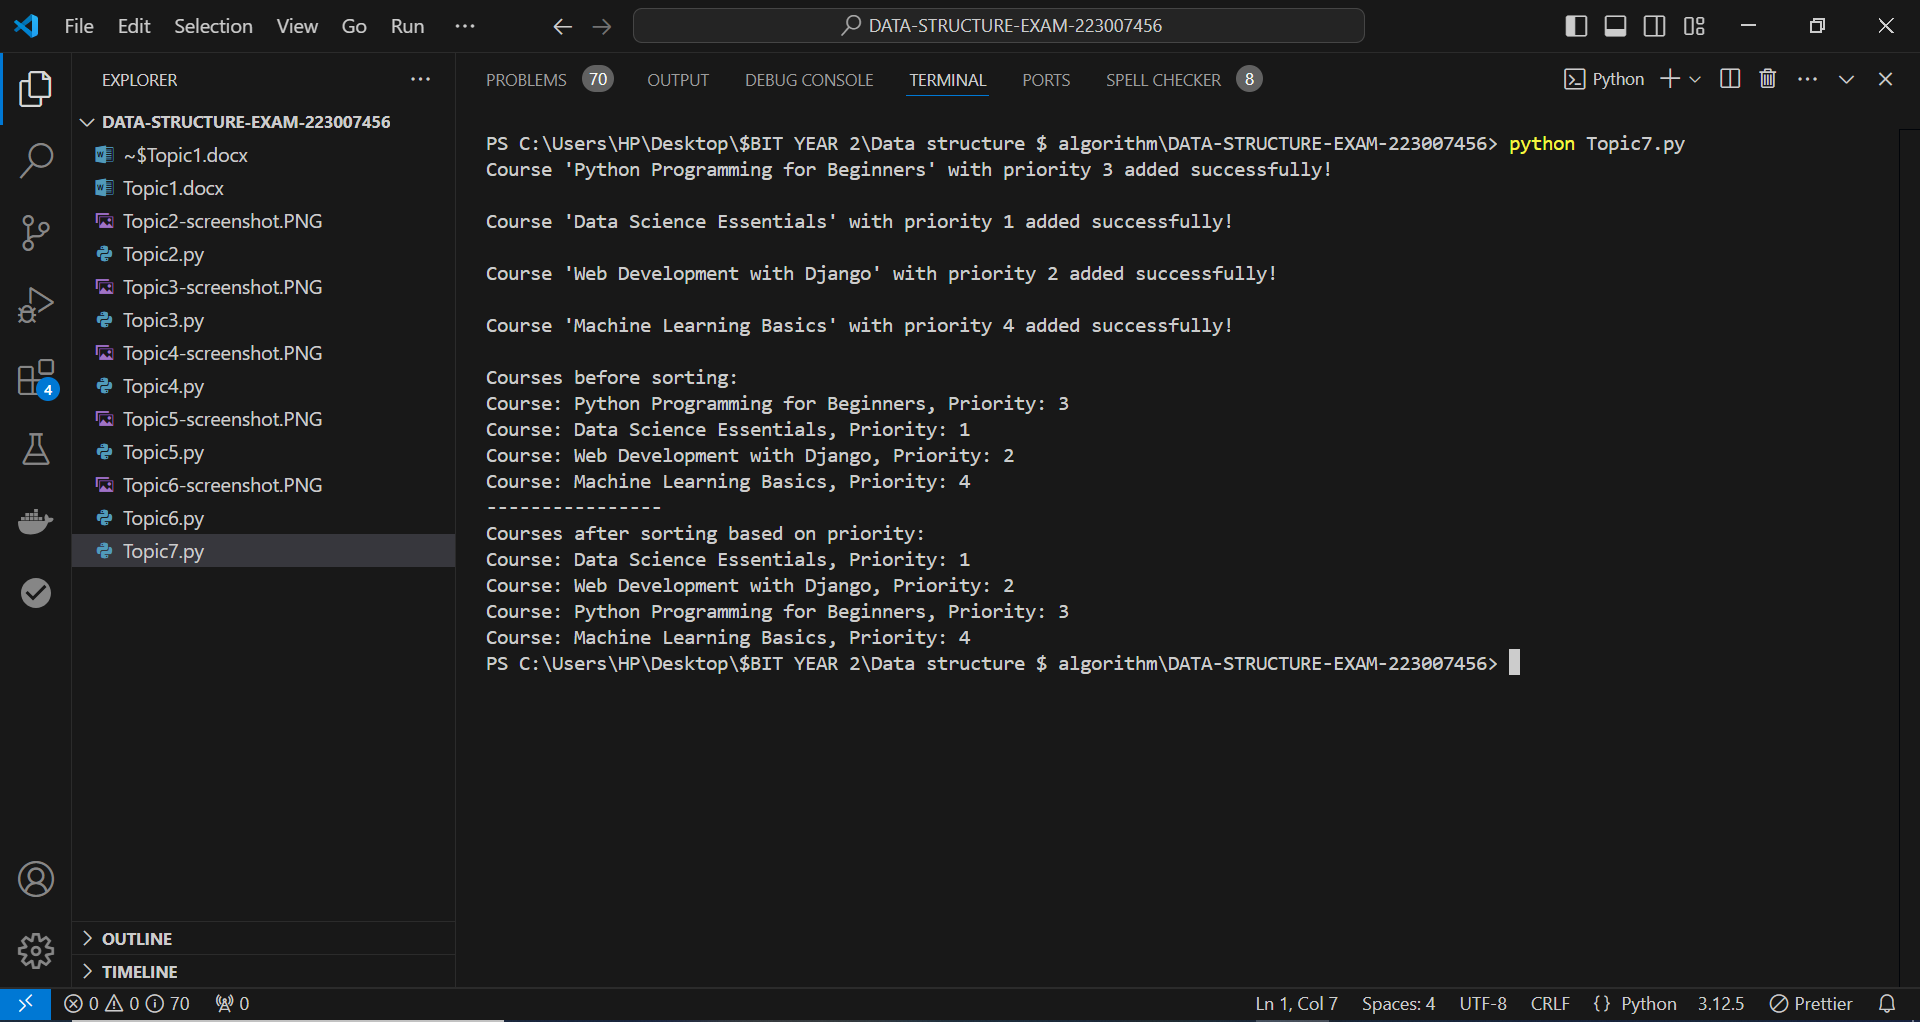 File Edit Selection View Go Run ···
DATA-STRUCTURE-EXAM-223007456
EXPLORER ···
DATA-STRUCTURE-EXAM-223007456
~$Topic1.docx
Topic1.docx
Topic2-screenshot.PNG
Topic2.py
Topic3-screenshot.PNG
Topic3.py
Topic4-screenshot.PNG
Topic4.py
Topic5-screenshot.PNG
Topic5.py
Topic6-screenshot.PNG
Topic6.py
Topic7.py
4
OUTLINE
TIMELINE
PROBLEMS 70 OUTPUT DEBUG CONSOLE TERMINAL PORTS SPELL CHECKER 8 Python
PS C:\Users\HP\Desktop\$BIT YEAR 2\Data structure $ algorithm\DATA-STRUCTURE-EXAM-223007456> python Topic7.py
Course 'Python Programming for Beginners' with priority 3 added successfully!
Course 'Data Science Essentials' with priority 1 added successfully!
Course 'Web Development with Django' with priority 2 added successfully!
Course 'Machine Learning Basics' with priority 4 added successfully!
Courses before sorting:
Course: Python Programming for Beginners, Priority: 3
Course: Data Science Essentials, Priority: 1
Course: Web Development with Django, Priority: 2
Course: Machine Learning Basics, Priority: 4
----------------
Courses after sorting based on priority:
Course: Data Science Essentials, Priority: 1
Course: Web Development with Django, Priority: 2
Course: Python Programming for Beginners, Priority: 3
Course: Machine Learning Basics, Priority: 4
PS C:\Users\HP\Desktop\$BIT YEAR 2\Data structure $ algorithm\DATA-STRUCTURE-EXAM-223007456>
0 0 70 0 Ln 1, Col 7 Spaces: 4 UTF-8 CRLF {} Python 3.12.5 Prettier